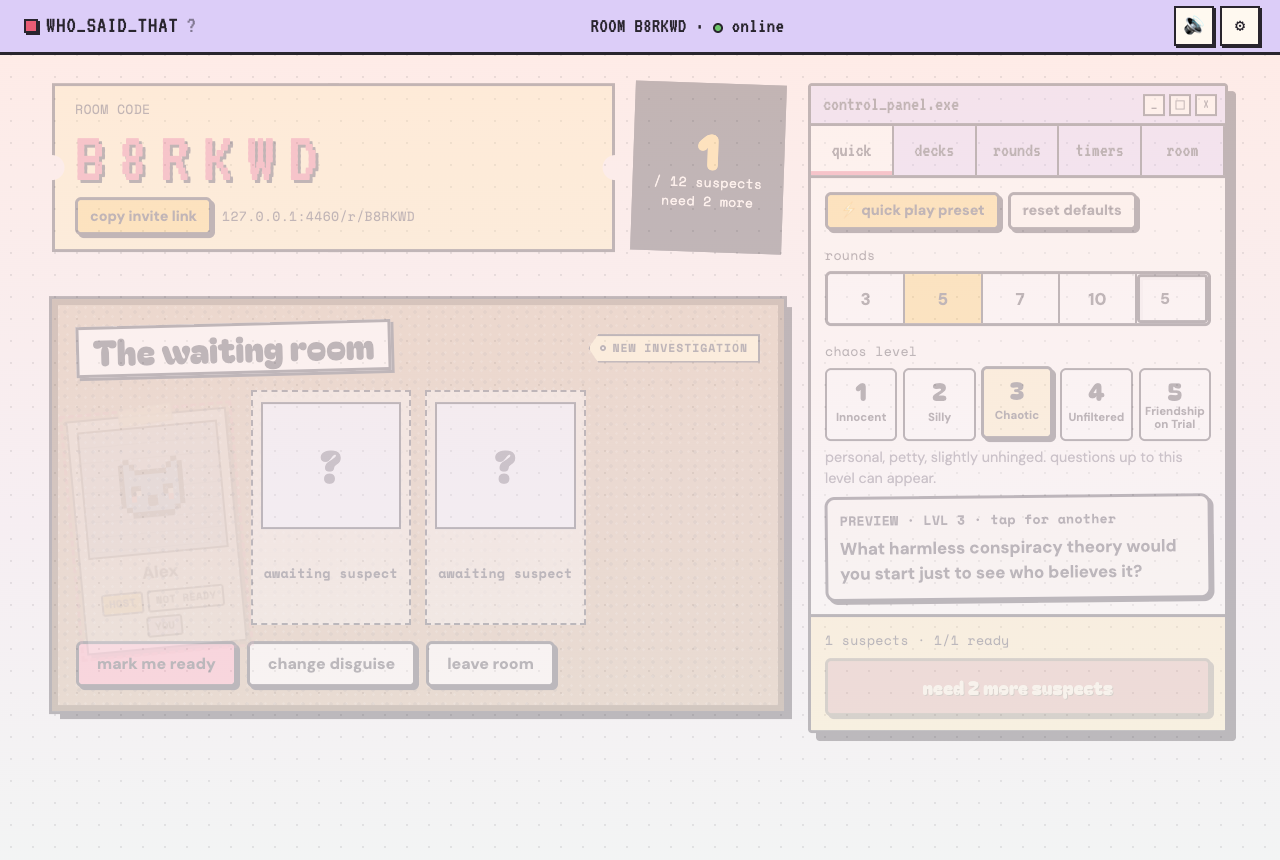 WHO_SAID_THAT ?
ROOM B8RKWD · online
ROOM CODE
B8RKWD
copy invite link
127.0.0.1:4460/r/B8RKWD
1
/ 12 suspects
need 2 more
The waiting room
NEW INVESTIGATION
Alex
HOST
NOT READY
YOU
?
awaiting suspect
?
awaiting suspect
mark me ready
change disguise
leave room
control_panel.exe
quick
decks
rounds
timers
room
quick play preset
reset defaults
rounds
3
5
7
10
5
chaos level
1
Innocent
2
Silly
3
Chaotic
4
Unfiltered
5
Friendship
on Trial
personal, petty, slightly unhinged. questions up to this
level can appear.
PREVIEW · LVL 3 · tap for another
What harmless conspiracy theory would
you start just to see who believes it?
1 suspects · 1/1 ready
need 2 more suspects